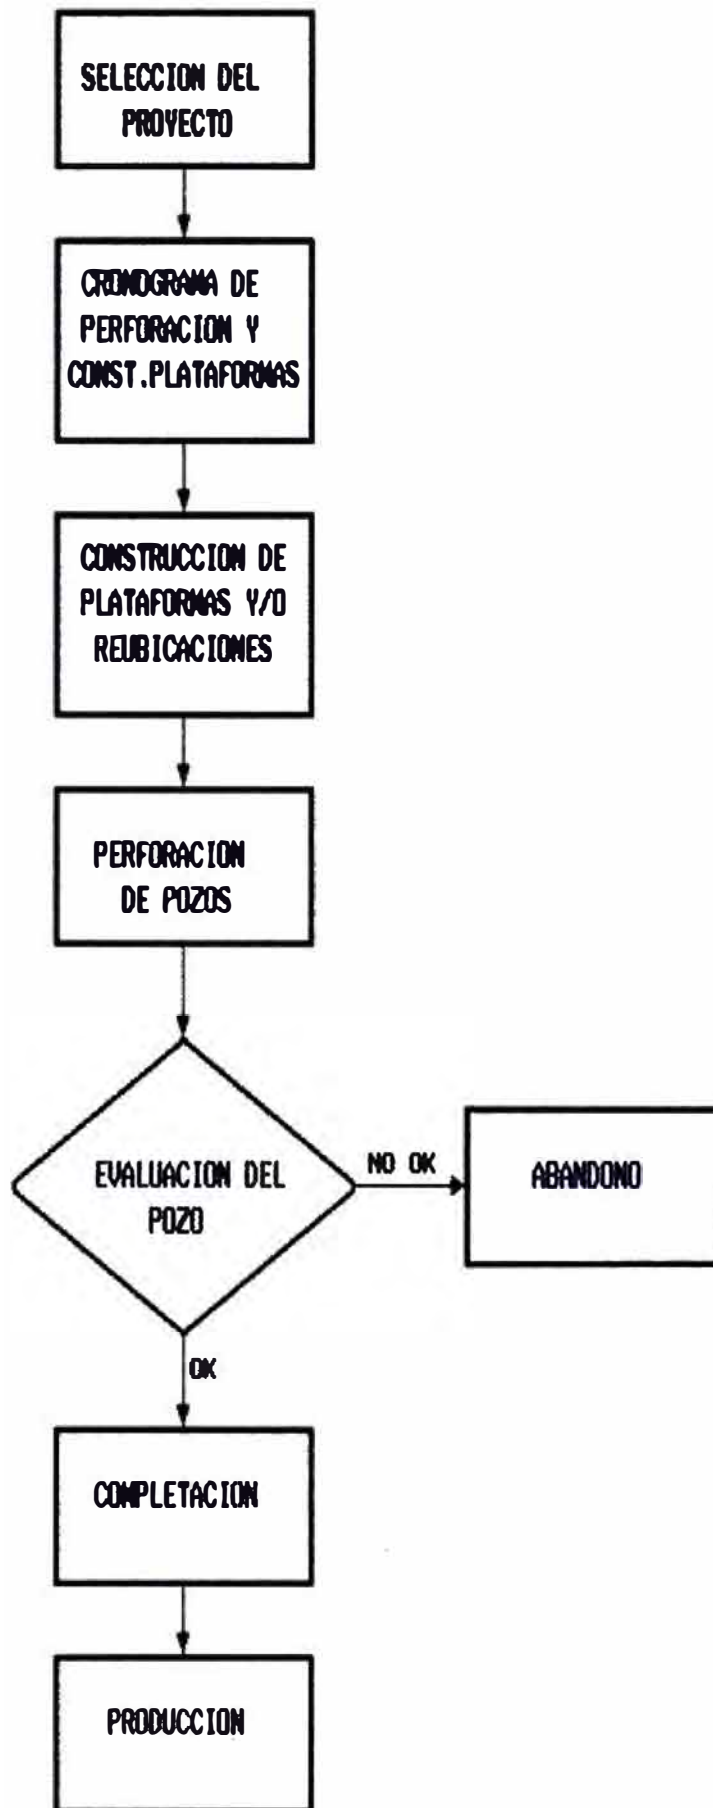 SELECCION DEL
PROYECTO
CRONOGRAMA DE
PERFORACION Y
CONST.PLATAFORMAS
CONSTRUCCION DE
PLATAFORMAS Y/O
REUBICACIONES
PERFORACION
DE POZOS
EVALUACION DEL
POZO
NO OK
ABANDONO
OK
COMPLETACION
PRODUCCION